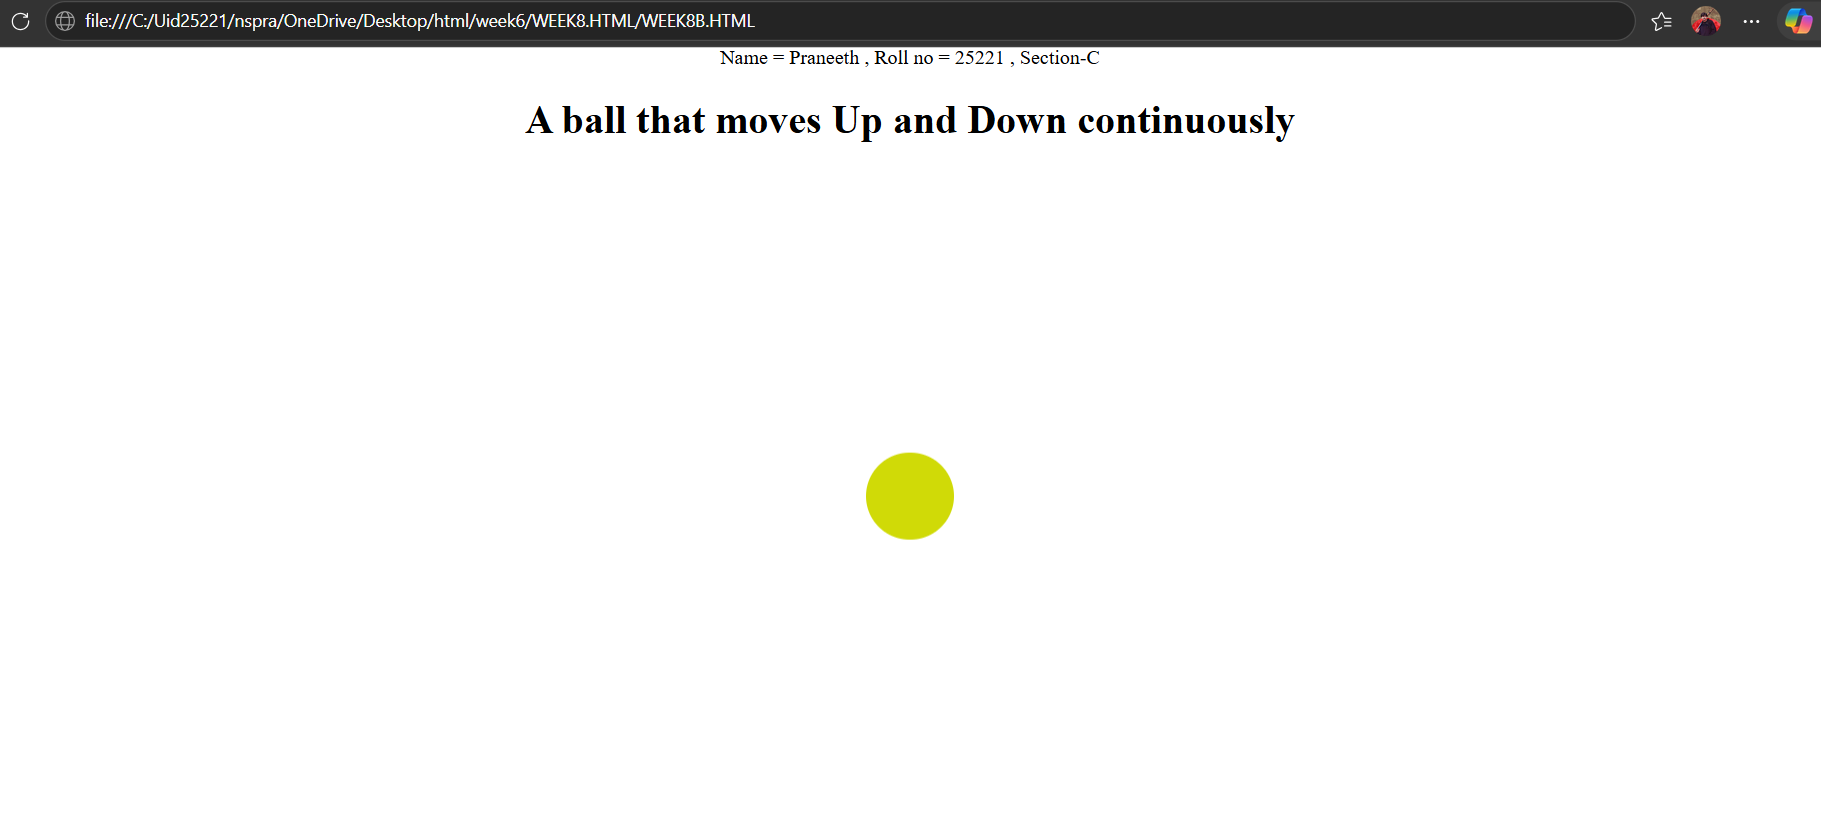 file:///C:/Uid25221/nspra/OneDrive/Desktop/html/week6/WEEK8.HTML/WEEK8B.HTML
Name = Praneeth , Roll no = 25221 , Section-C
A ball that moves Up and Down continuously